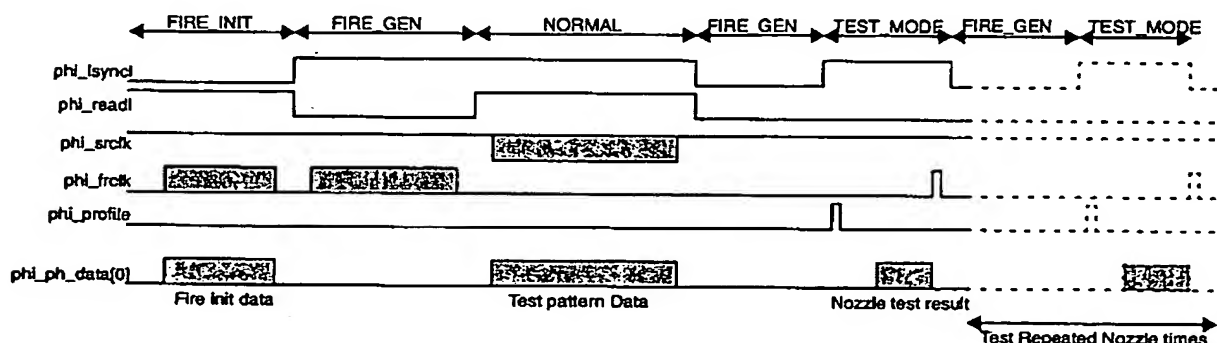 FIRE_INIT FIRE_GEN NORMAL FIRE_GEN TEST_MODE FIRE_GEN TEST_MODE
phi_lsyncl
phi_readl
phi_srclk
phi_frclk
phi_profile
phi_ph_data[0]
Fire Init data Test pattern Data Nozzle test result
Test Repeated Nozzle times